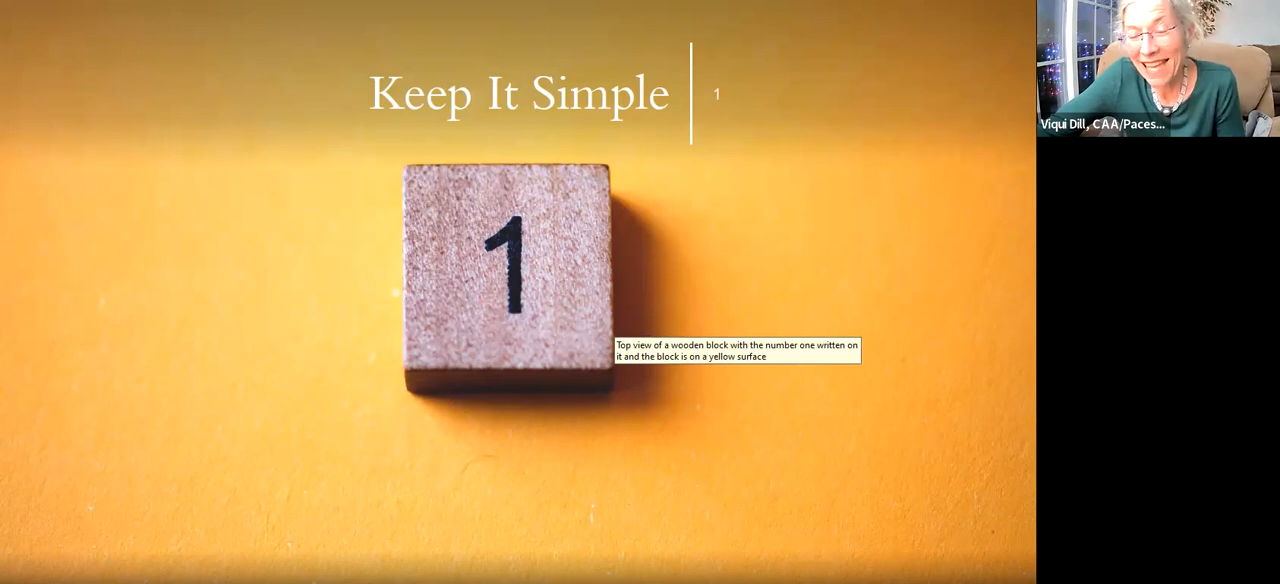 Keep It Simple
1
1
Top view of a wooden block with the number one written on
it and the block is on a yellow surface
Viqui Dill, CAA/Paces...